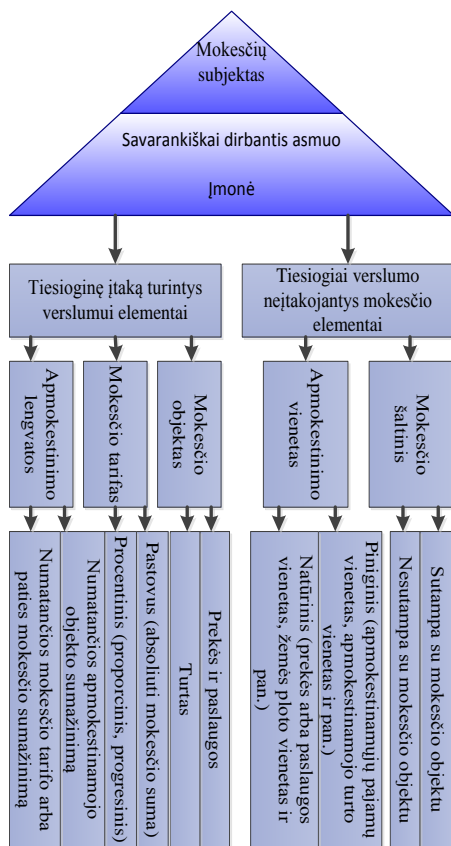 Mokesčių
subjektas
Savarankiškai dirbantis asmuo
Įmonė
Tiesioginę įtaką turintys
verslumui elementai
Tiesiogiai verslumo
neįtakojantys mokesčio
elementai
Apmokestinimo
lengvatos
Mokesčio tarifas
Mokesčio
objektas
Apmokestinimo
vienetas
Mokesčio
šaltinis
Numatančios mokesčio tarifo arba
paties mokesčio sumažinimą
Numatančios apmokestinamojo
objekto sumažinimą
Procentinis (proporcinis, progresinis)
Pastovus (absoliuti mokesčio suma)
Turtas
Prekės ir paslaugos
Natūrinis (prekės arba paslaugos
vienetas, žemės ploto vienetas ir
pan.)
Piniginis (apmokestinamųjų pajamų
vienetas, apmokestinamojo turto
vienetas ir pan.)
Nesutampa su mokesčio objektu
Sutampa su mokesčio objektu